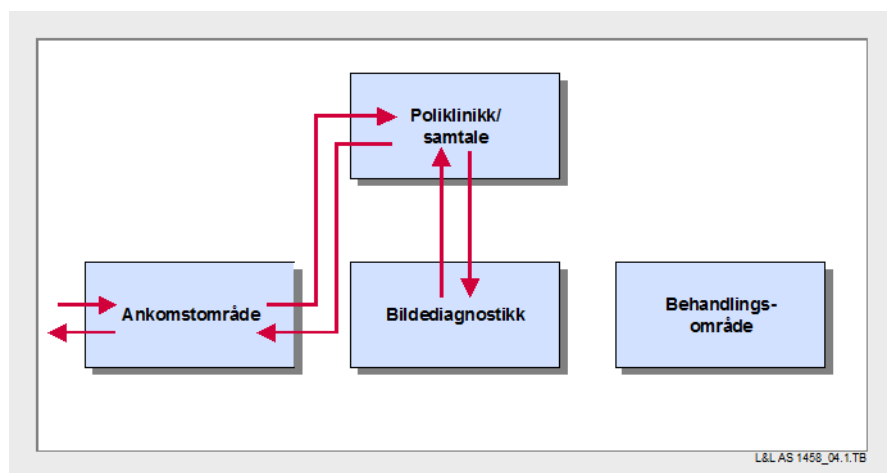 Poliklinikk/
samtale
Ankomstområde
Bildediagnostikk
Behandlings-
område
L&L AS 1458_04.1.TB